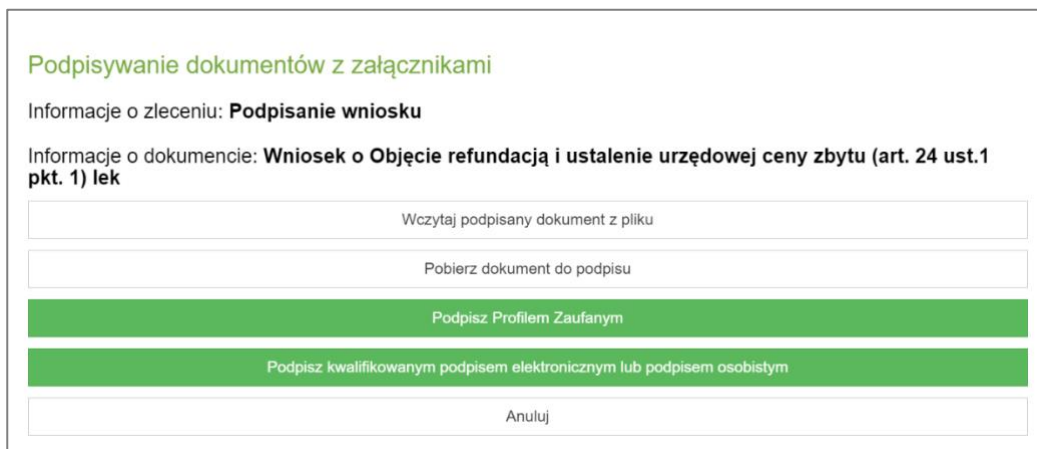 Podpisywanie dokumentów z załącznikami
Informacje o zleceniu: Podpisanie wniosku
Informacje o dokumencie: Wniosek o Objęcie refundacją i ustalenie urzędowej ceny zbytu (art. 24 ust.1
pkt. 1) lek
Wczytaj podpisany dokument z pliku
Pobierz dokument do podpisu
Podpisz Profilem Zaufanym
Podpisz kwalifikowanym podpisem elektronicznym lub podpisem osobistym
Anuluj